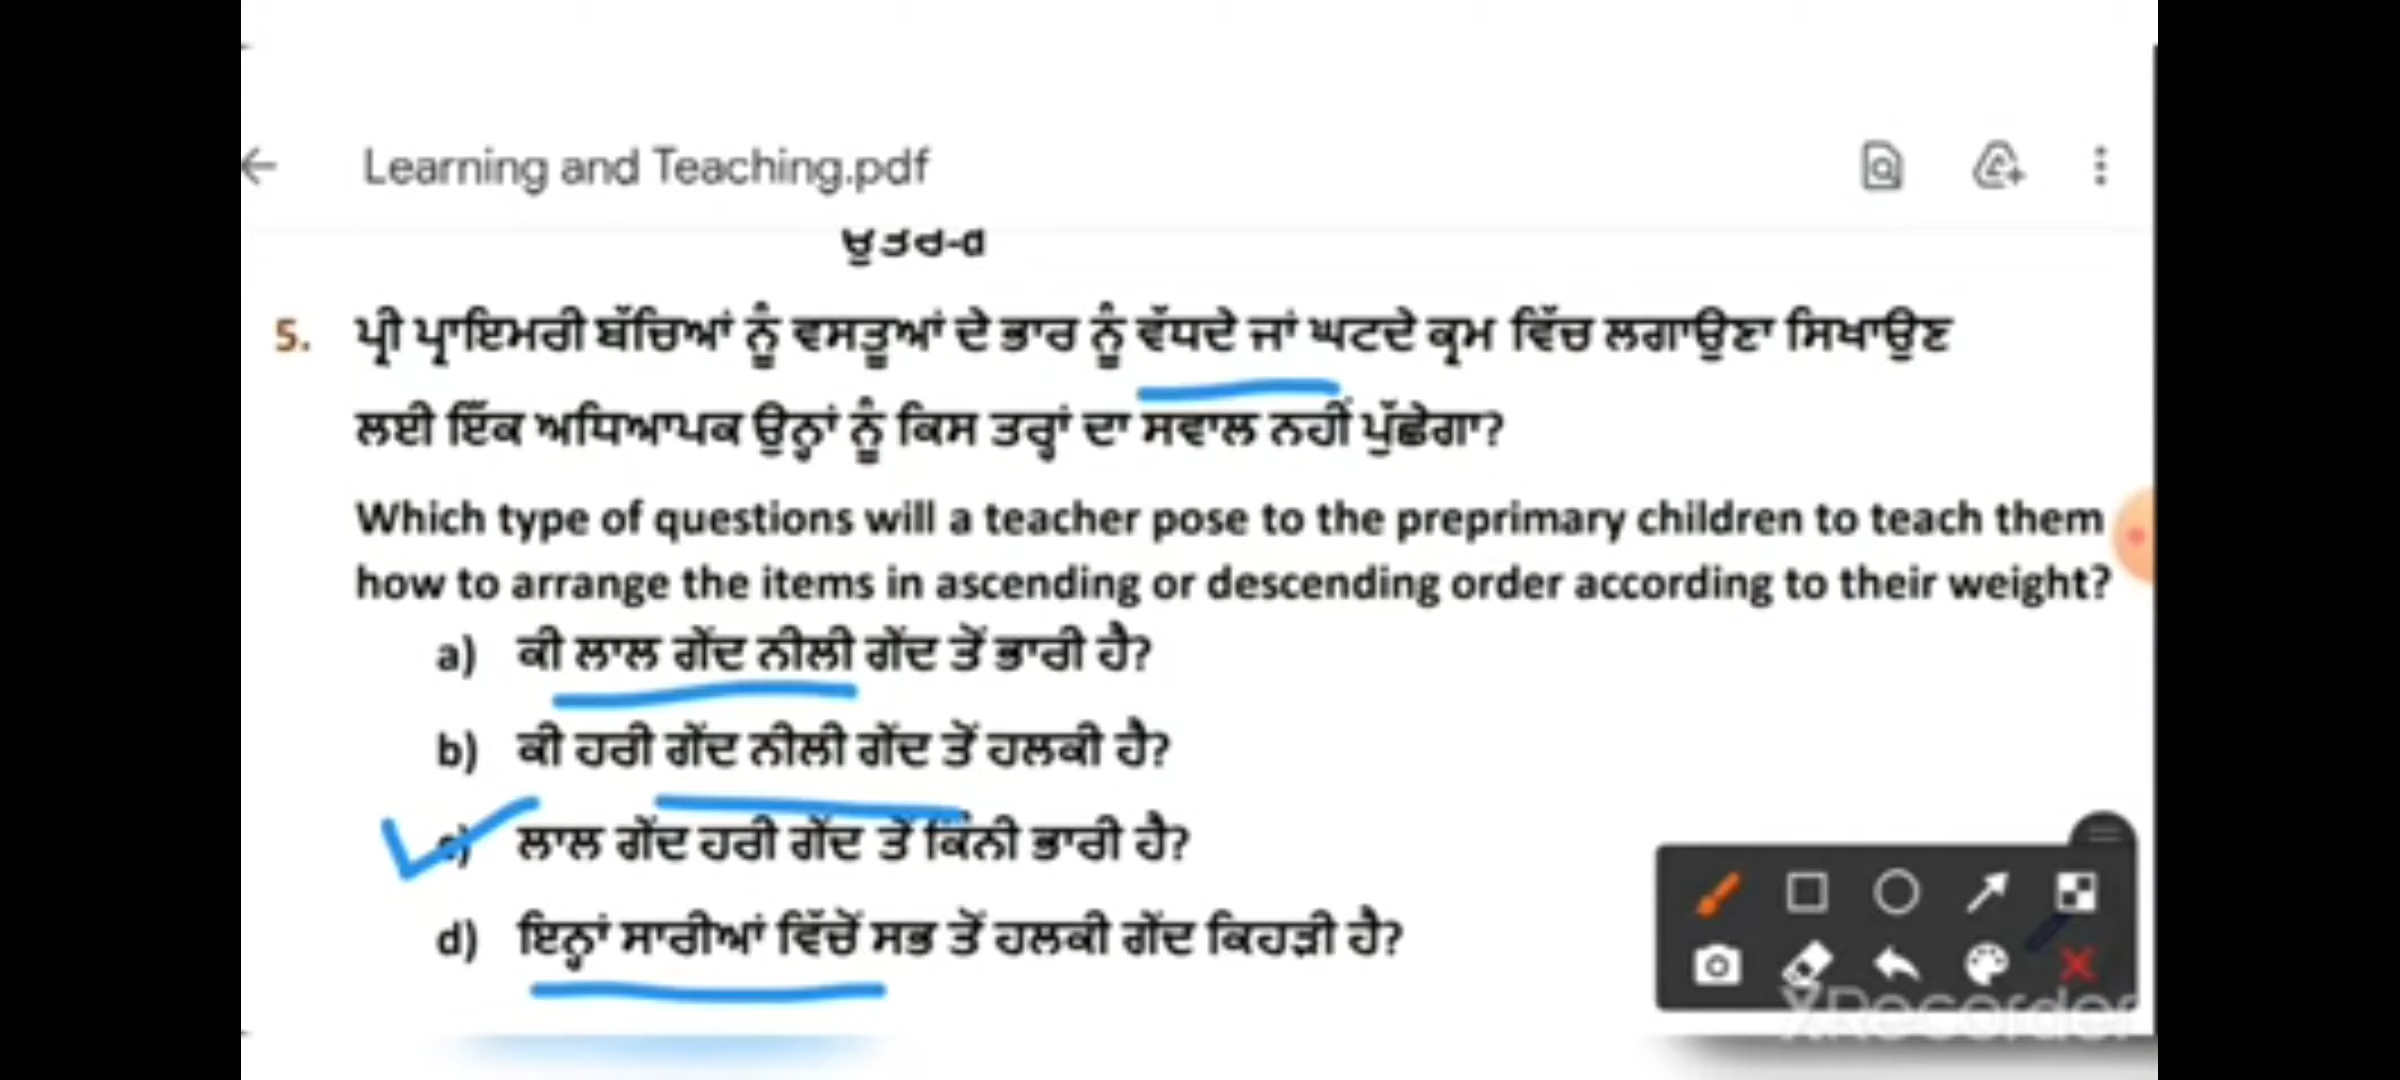 Learning and Teaching.pdf
5. ਪ੍ਰੀ ਪ੍ਰਾਇਮਰੀ ਬੱਚਿਆਂ ਨੂੰ ਵਸਤੂਆਂ ਦੇ ਭਾਰ ਨੂੰ ਵੱਧਦੇ ਜਾਂ ਘਟਦੇ ਕ੍ਰਮ ਵਿੱਚ ਲਗਾਉਣਾ ਸਿਖਾਉਣ
ਲਈ ਇੱਕ ਅਧਿਆਪਕ ਉਨ੍ਹਾਂ ਨੂੰ ਕਿਸ ਤਰ੍ਹਾਂ ਦਾ ਸਵਾਲ ਨਹੀਂ ਪੁੱਛੇਗਾ?
Which type of questions will a teacher pose to the preprimary children to teach them
how to arrange the items in ascending or descending order according to their weight?
a) ਕੀ ਲਾਲ ਗੇਂਦ ਨੀਲੀ ਗੇਂਦ ਤੋਂ ਭਾਰੀ ਹੈ?
b) ਕੀ ਹਰੀ ਗੇਂਦ ਨੀਲੀ ਗੇਂਦ ਤੋਂ ਹਲਕੀ ਹੈ?
c) ਲਾਲ ਗੇਂਦ ਹਰੀ ਗੇਂਦ ਤੋਂ ਕਿੰਨੀ ਭਾਰੀ ਹੈ?
d) ਇਨ੍ਹਾਂ ਸਾਰੀਆਂ ਵਿੱਚੋਂ ਸਭ ਤੋਂ ਹਲਕੀ ਗੇਂਦ ਕਿਹੜੀ ਹੈ?
XRecorder